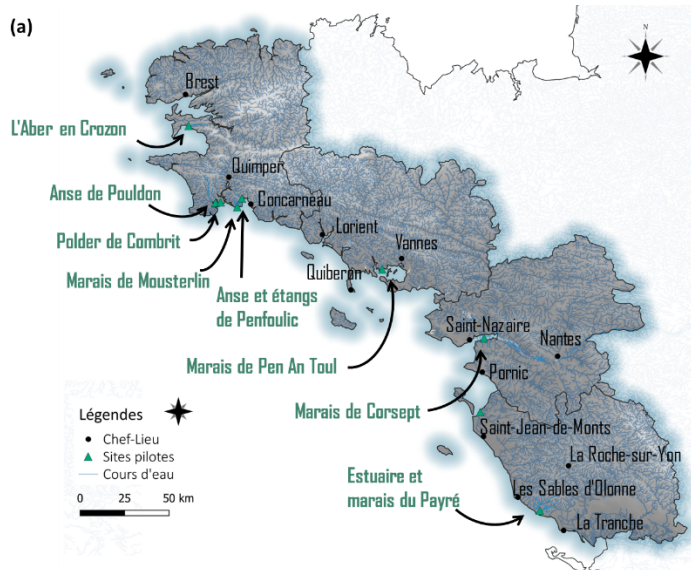 (a)
N
Brest
L'Aber en Crozon
Quimper
Anse de Pouldon
Concarneau
Polder de Combrit
Lorient
Vannes
Marais de Mousterlin
Quiberon
Anse et étangs
de Penfoulic
Saint-Nazaire
Nantes
Marais de Pen An Toul
Pornic
Marais de Corsept
Légendes
Chef-Lieu
Sites pilotes
Cours d'eau
0
25
50 km
Saint-Jean-de-Monts
La Roche-sur-Yon
Estuaire et
marais du Payré
Les Sables d'Olonne
La Tranche